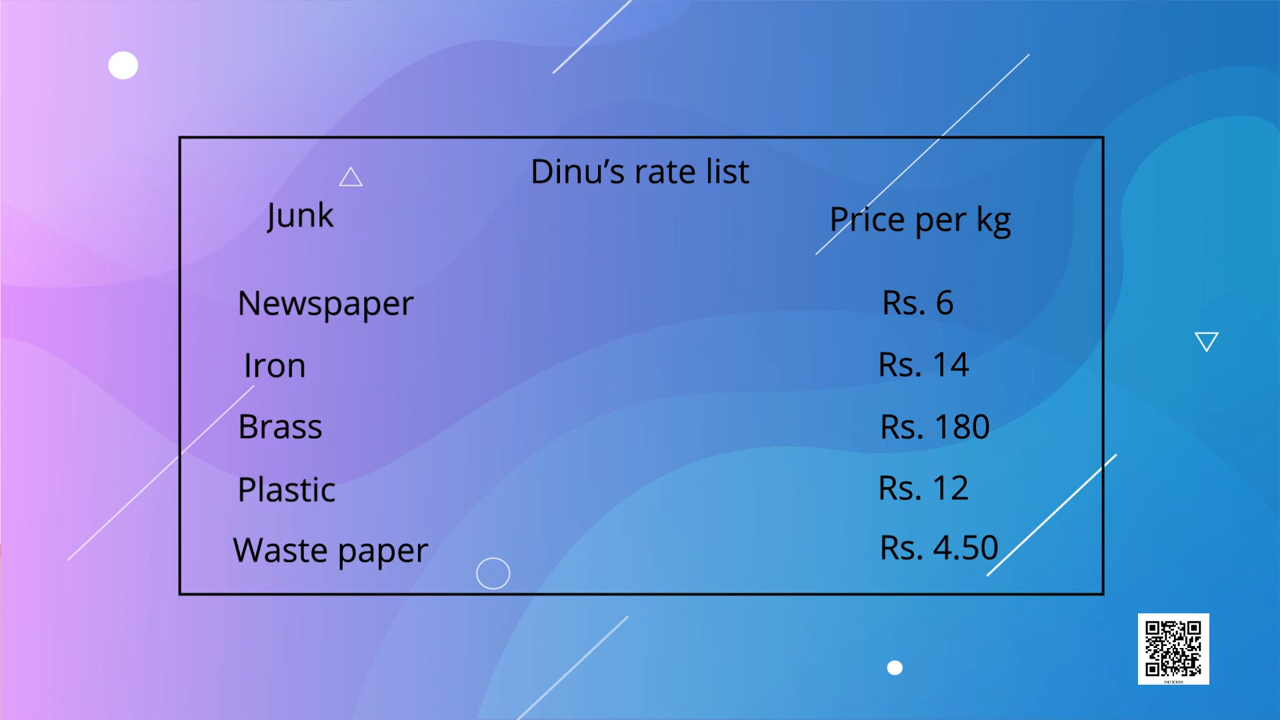 Dinu's rate list
Junk Price per kg
Newspaper Rs. 6
Iron Rs. 14
Brass Rs. 180
Plastic Rs. 12
Waste paper Rs. 4.50